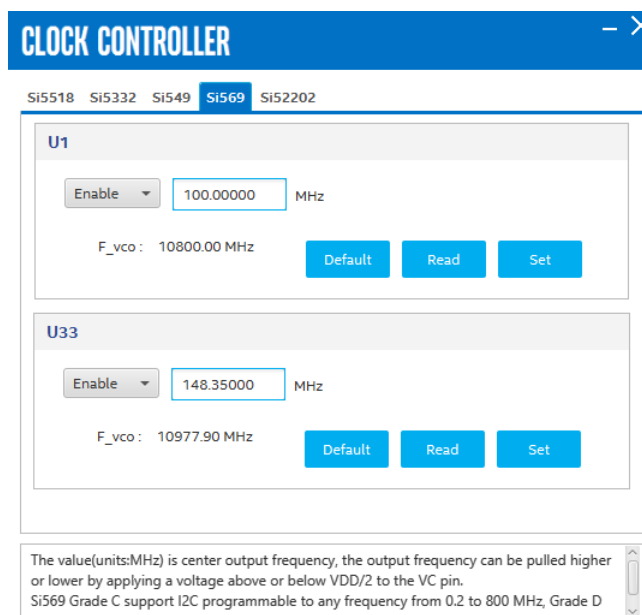 CLOCK CONTROLLER
Si5518 Si5332 Si549 Si569 Si52202
U1
Enable 100.00000 MHz
F_vco : 10800.00 MHz Default Read Set
U33
Enable 148.35000 MHz
F_vco : 10977.90 MHz Default Read Set
The value(units:MHz) is center output frequency, the output frequency can be pulled higher
or lower by applying a voltage above or below VDD/2 to the VC pin.
Si569 Grade C support I2C programmable to any frequency from 0.2 to 800 MHz, Grade D